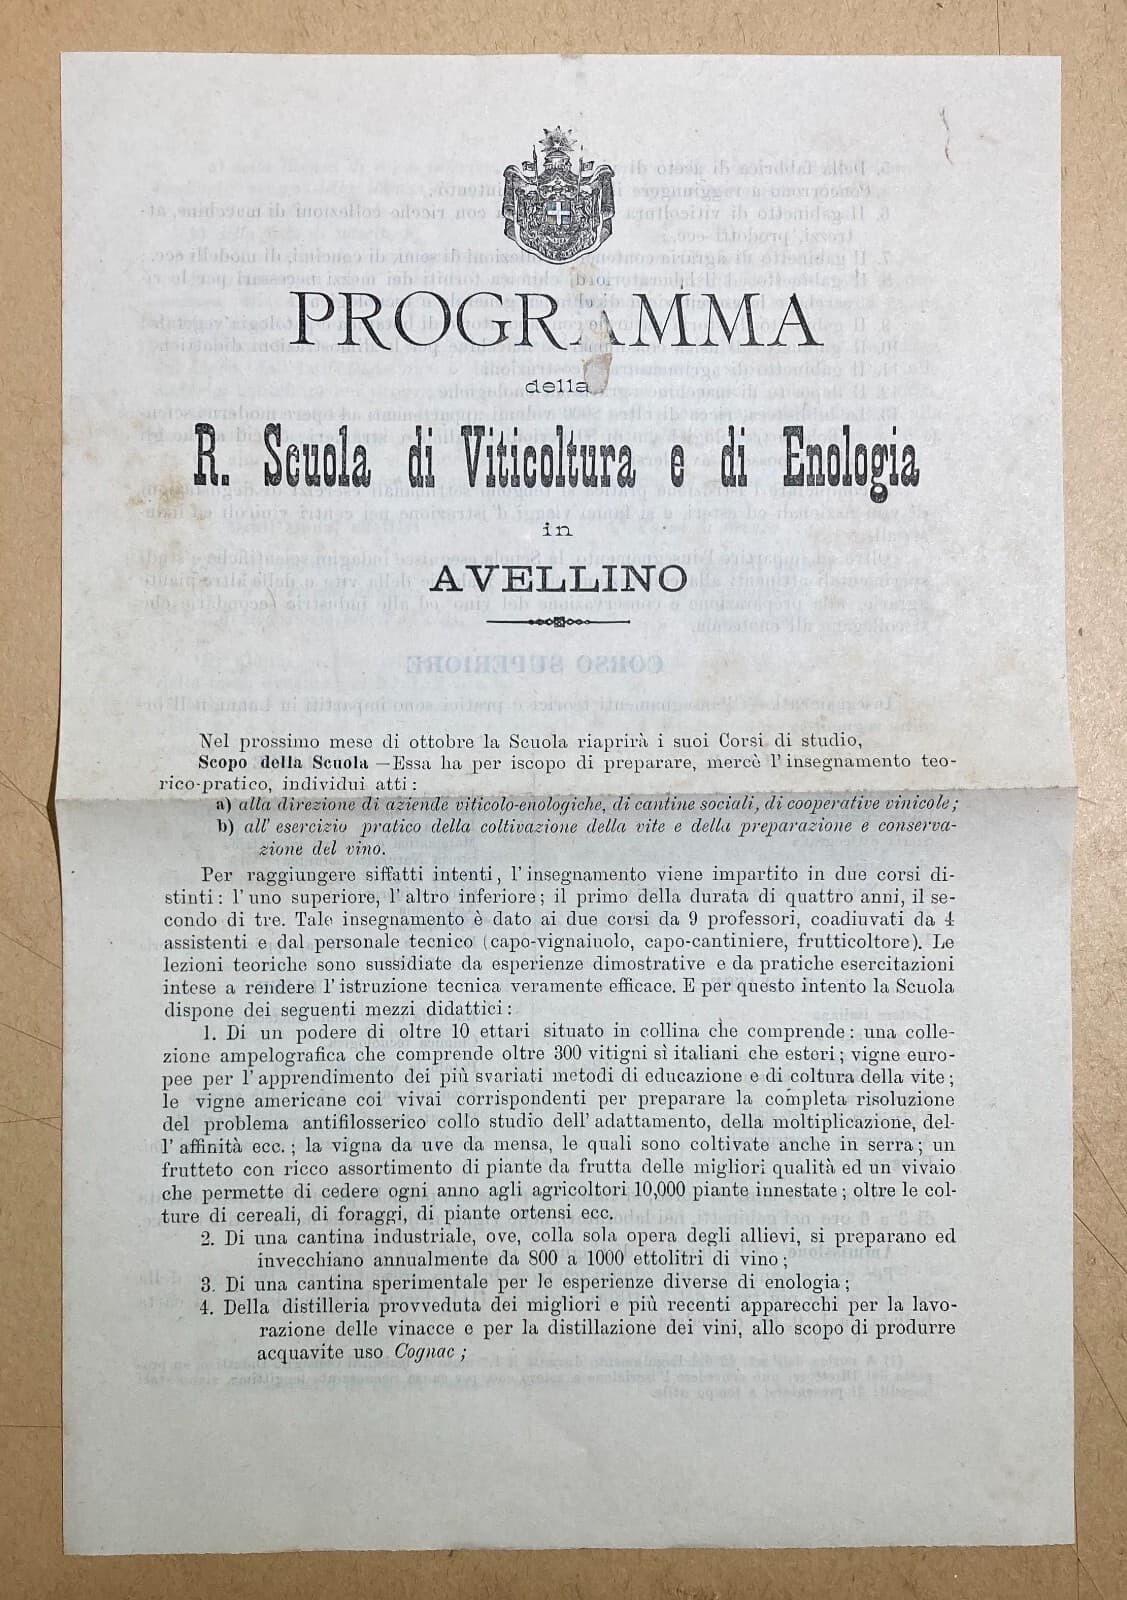 PROGRAMMA
della
R. Scuola di Viticoltura e di Enologia
in
AVELLINO
Nel prossimo mese di ottobre la Scuola riaprirà i suoi Corsi di studio,
Scopo della Scuola — Essa ha per iscopo di preparare, mercè l'insegnamento teo-
rico-pratico, individui atti:
a) alla direzione di aziende viticolo-enologiche, di cantine sociali, di cooperative vinicole;
b) all'esercizio pratico della coltivazione della vite e della preparazione e conserva-
zione del vino.
Per raggiungere siffatti intenti, l'insegnamento viene impartito in due corsi di-
stinti: l'uno superiore, l'altro inferiore; il primo della durata di quattro anni, il se-
condo di tre. Tale insegnamento è dato ai due corsi da 9 professori, coadiuvati da 4
assistenti e dal personale tecnico (capo-vignaiuolo, capo-cantiniere, frutticoltore). Le
lezioni teoriche sono sussidiate da esperienze dimostrative e da pratiche esercitazioni
intese a rendere l'istruzione tecnica veramente efficace. E per questo intento la Scuola
dispone dei seguenti mezzi didattici:
1. Di un podere di oltre 10 ettari situato in collina che comprende: una colle-
zione ampelografica che comprende oltre 300 vitigni sì italiani che esteri; vigne euro-
pee per l'apprendimento dei più svariati metodi di educazione e di coltura della vite;
le vigne americane coi vivai corrispondenti per preparare la completa risoluzione
del problema antifilosserico collo studio dell'adattamento, della moltiplicazione, del-
l'affinità ecc.; la vigna da uve da mensa, le quali sono coltivate anche in serra; un
frutteto con ricco assortimento di piante da frutta delle migliori qualità ed un vivaio
che permette di cedere ogni anno agli agricoltori 10,000 piante innestate; oltre le col-
ture di cereali, di foraggi, di piante ortensi ecc.
2. Di una cantina industriale, ove, colla sola opera degli allievi, si preparano ed
invecchiano annualmente da 800 a 1000 ettolitri di vino;
3. Di una cantina sperimentale per le esperienze diverse di enologia;
4. Della distilleria provveduta dei migliori e più recenti apparecchi per la lavo-
razione delle vinacce e per la distillazione dei vini, allo scopo di produrre
acquavite uso Cognac;